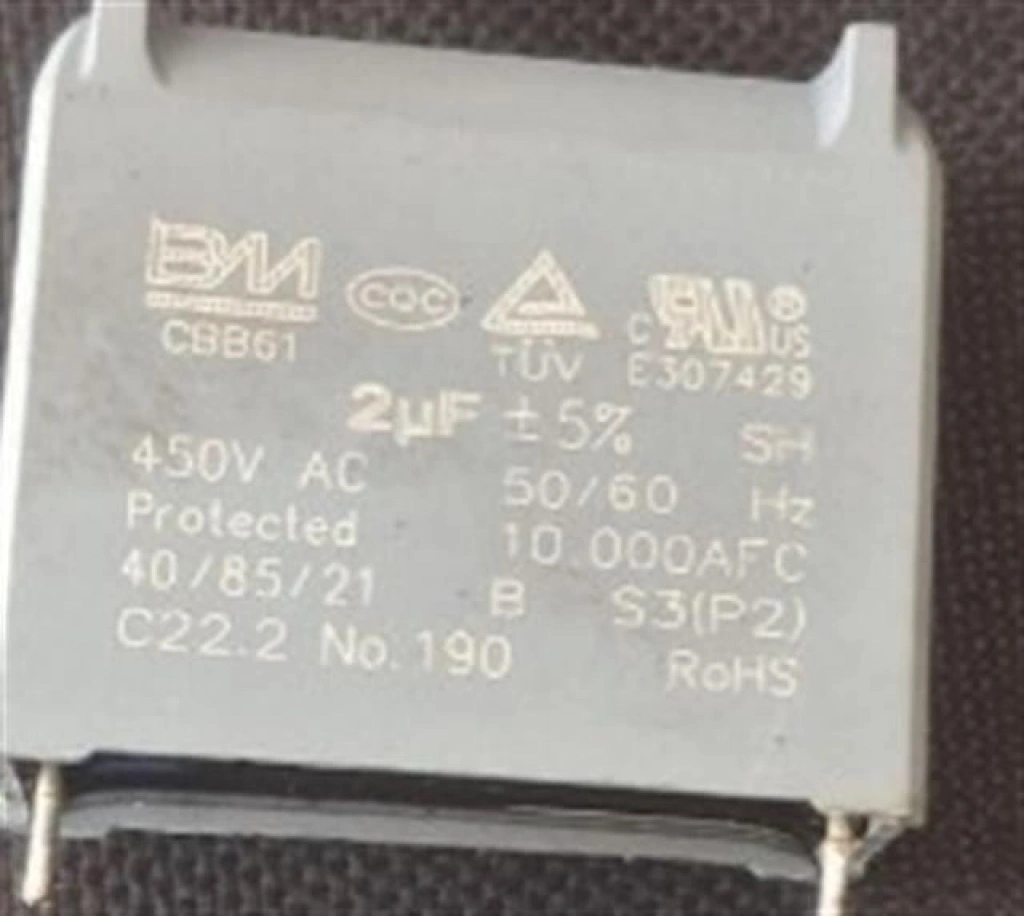 BM
CQC
CBB61
TÜV
C US ®
E307429
2µF ± 5% SH
450V AC 50/60 Hz
Protected 10.000AFC
40/85/21 B S3(P2)
C22.2 No.190 RoHS